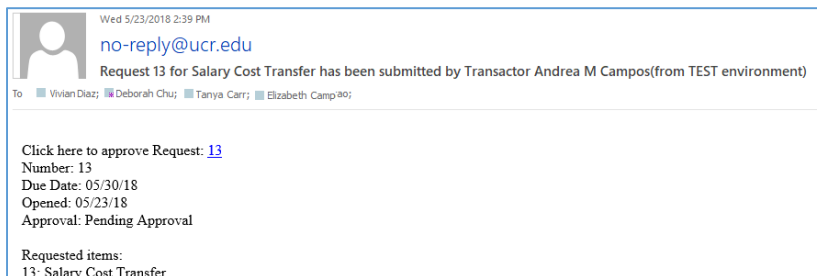 Wed 5/23/2018 2:39 PM
no-reply@ucr.edu
Request 13 for Salary Cost Transfer has been submitted by Transactor Andrea M Campos(from TEST environment)
To Vivian Diaz; Deborah Chu; Tanya Carr; Elizabeth Campao;
Click here to approve Request: 13
Number: 13
Due Date: 05/30/18
Opened: 05/23/18
Approval: Pending Approval
Requested items:
13: Salary Cost Transfer